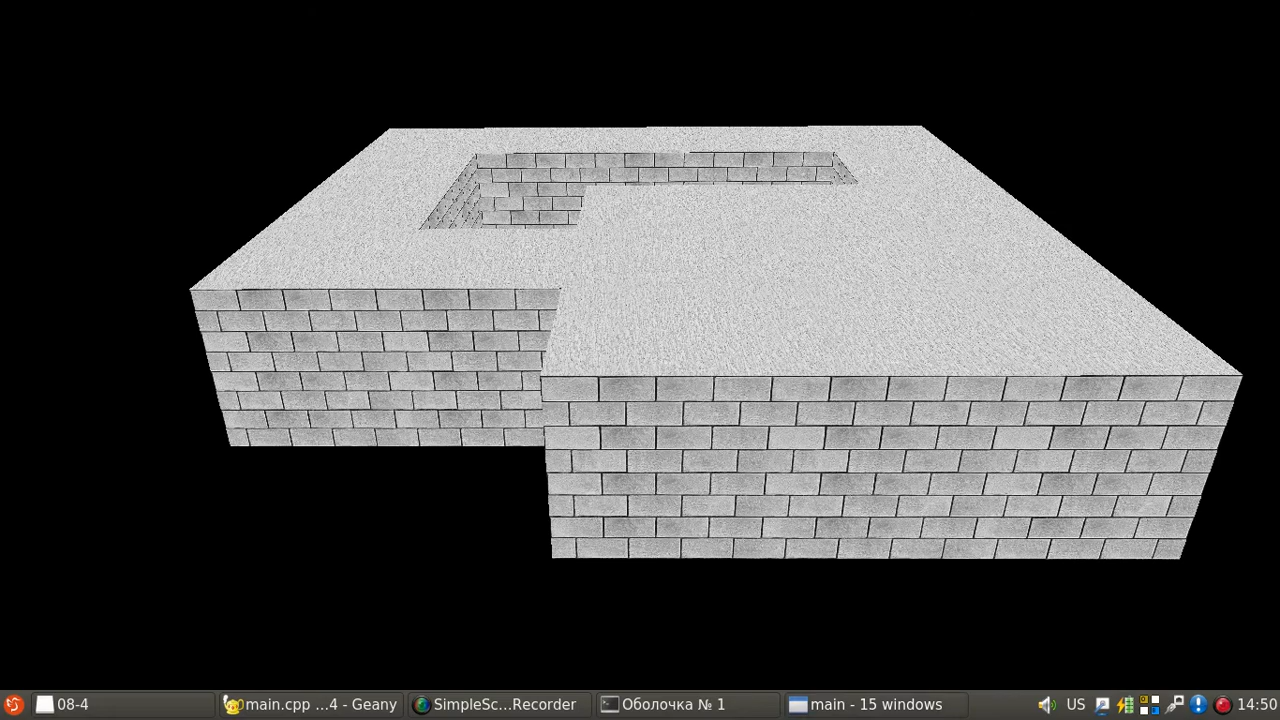 08-4 main.cpp ...4 - Geany SimpleSc...Recorder Оболочка № 1 main - 15 windows US 14:50